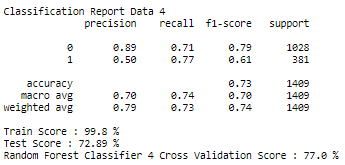 Classification Report Data 4
precision recall f1-score support
0 0.89 0.71 0.79 1028
1 0.50 0.77 0.61 381
accuracy 0.73 1409
macro avg 0.70 0.74 0.70 1409
weighted avg 0.79 0.73 0.74 1409
Train Score : 99.8 %
Test Score : 72.89 %
Random Forest Classifier 4 Cross Validation Score : 77.0 %